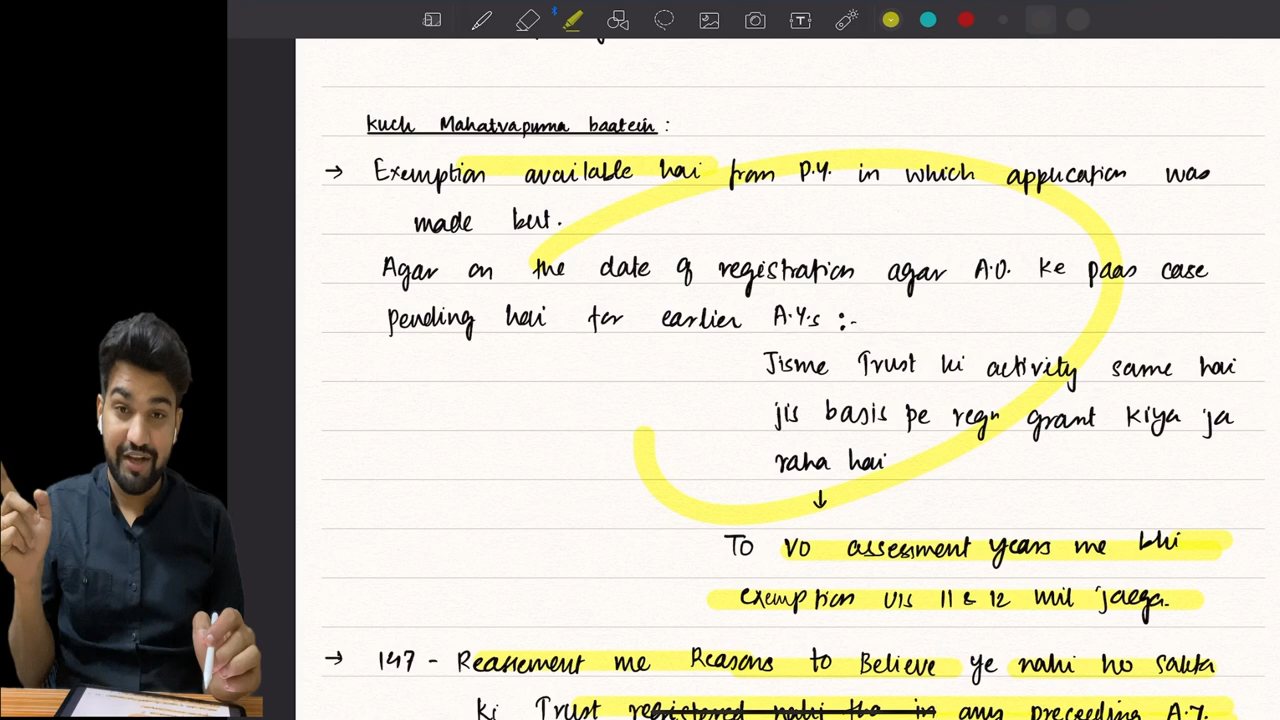 Kuch Mahatvapurna baatein :
→ Exemption available hai from P.Y. in which application was
made but.
Agar on the date of registration agar A.O. ke paas case
pending hai for earlier A.Y.s :-
Jisme Trust ki activity same hai
jis basis pe regn grant kiya ja
raha hai
↓
To vo assessment years me bhi
exemption u/s 11 & 12 mil jaega.
→ 147 - Reassement me Reasons to Believe ye nahi ho sakta
ki Trust registered nahi tha in any preceeding A.Y.